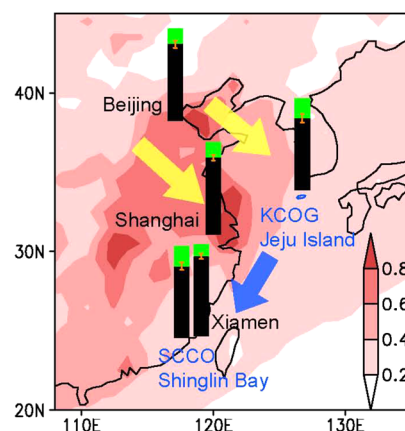 40N
Beijing
Shanghai
KCOG
Jeju Island
30N
0.8
0.6
0.4
0.2
Xiamen
SCCO
Shinglin Bay
20N
110E
120E
130E